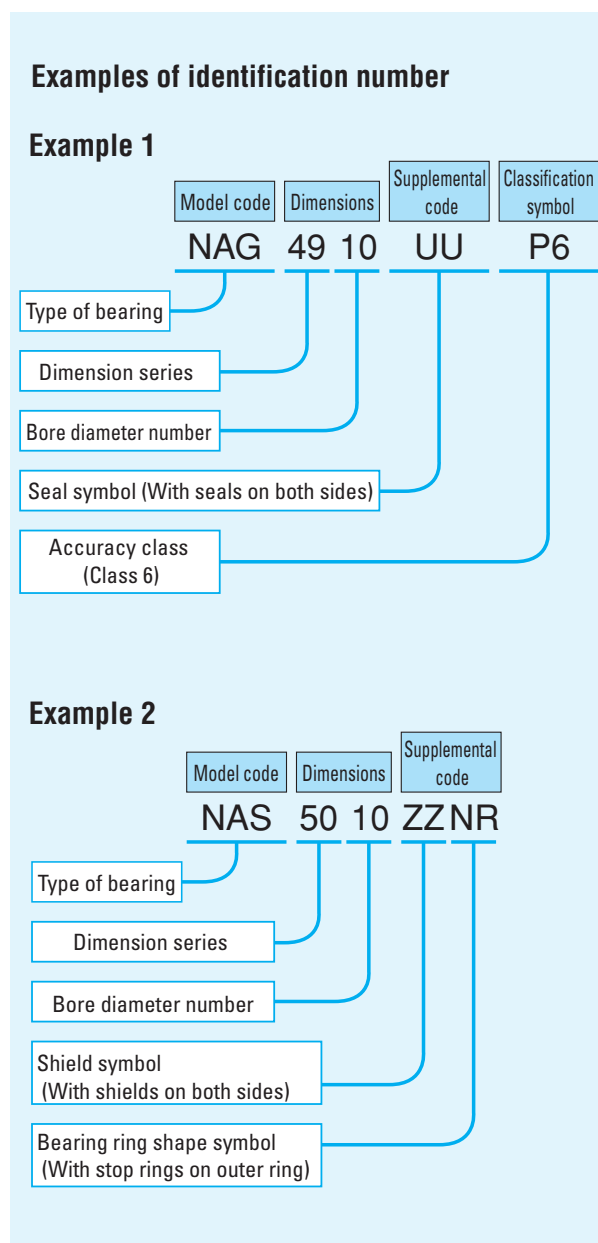 Examples of identification number
Example 1
Model code
Dimensions
Supplemental
code
Classification
symbol
NAG 49 10 UU P6
Type of bearing
Dimension series
Bore diameter number
Seal symbol (With seals on both sides)
Accuracy class
(Class 6)
Example 2
Model code
Dimensions
Supplemental
code
NAS 50 10 ZZ NR
Type of bearing
Dimension series
Bore diameter number
Shield symbol
(With shields on both sides)
Bearing ring shape symbol
(With stop rings on outer ring)